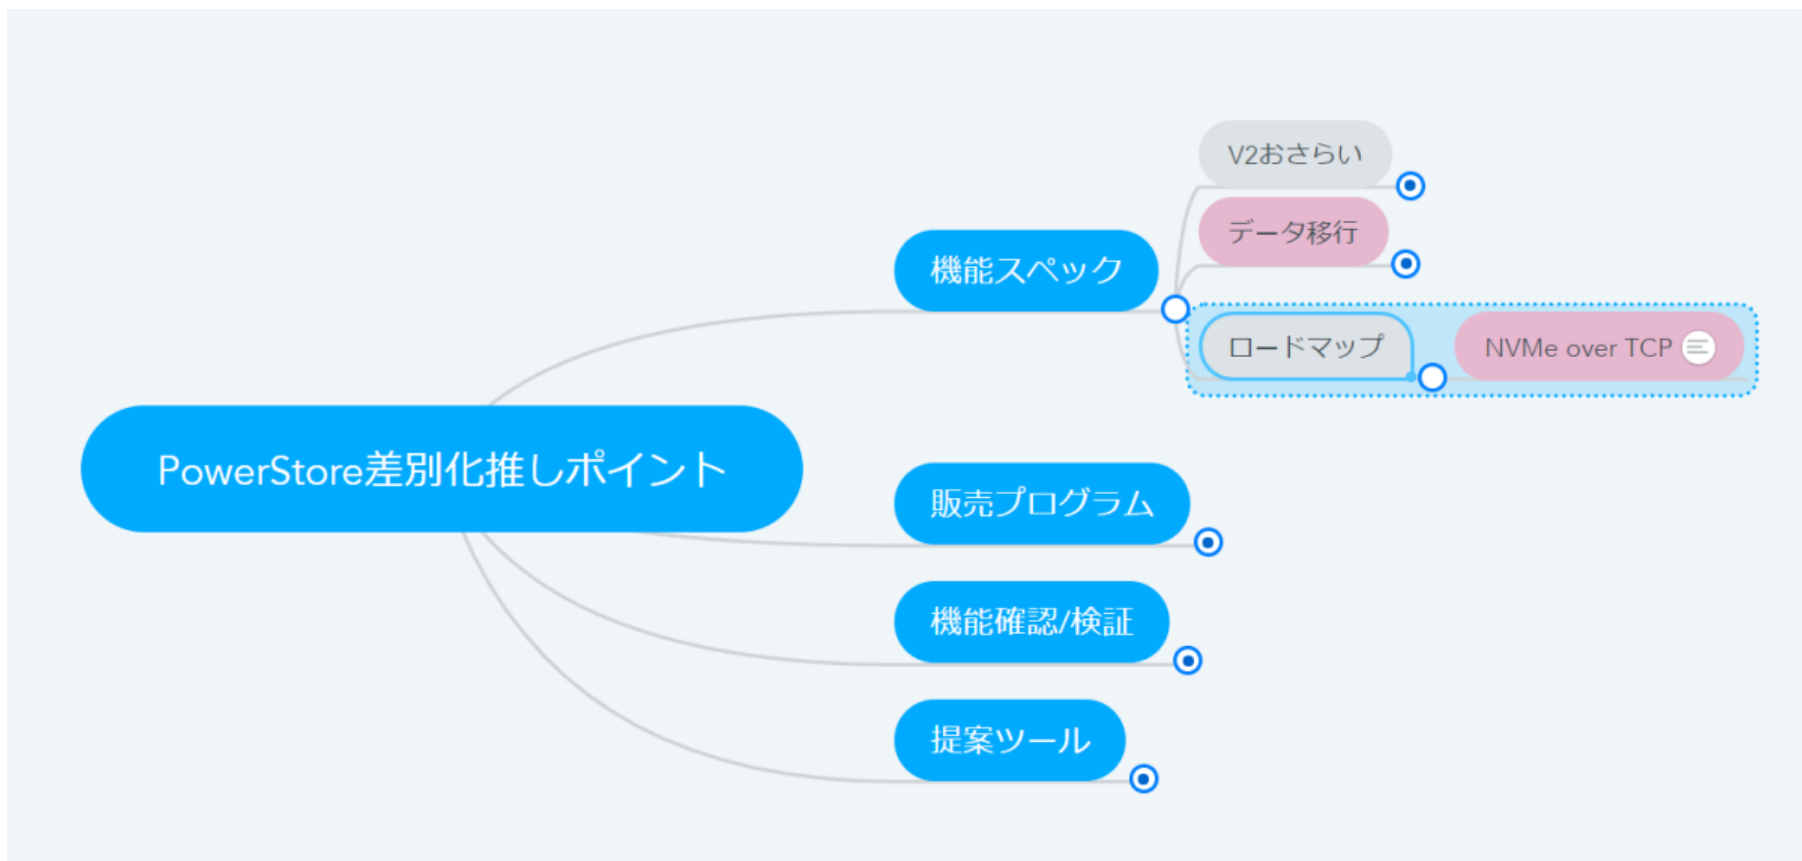 PowerStore差別化推しポイント
機能スペック
V2おさらい
データ移行
ロードマップ
NVMe over TCP
販売プログラム
機能確認/検証
提案ツール